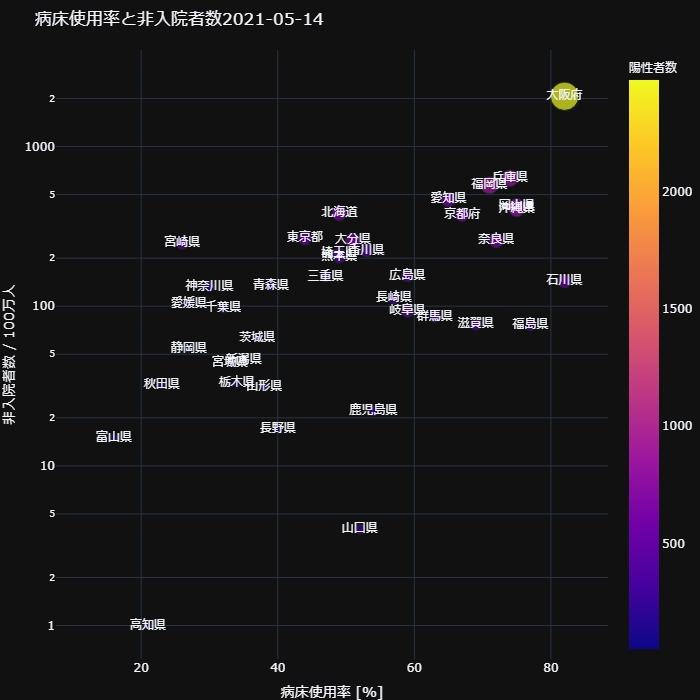 病床使用率と非入院者数2021-05-14
陽性者数
2
大阪府
1000
2000
兵庫県
福岡県
5
愛知県
沖縄県
北海道
京都府
東京都
大分県
奈良県
宮崎県
香川県
熊本県
2
三重県
広島県
石川県
神奈川県
青森県
1500
長崎県
愛媛県
千葉県
100
岐阜県
群馬県
滋賀県
福島県
茨城県
静岡県
5
新潟県
宮城県
秋田県
栃木県
山形県
鹿児島県
2
1000
長野県
富山県
10
5
山口県
500
2
1
高知県
20
40
60
80
病床使用率 [%]
非入院者数 / 100万人